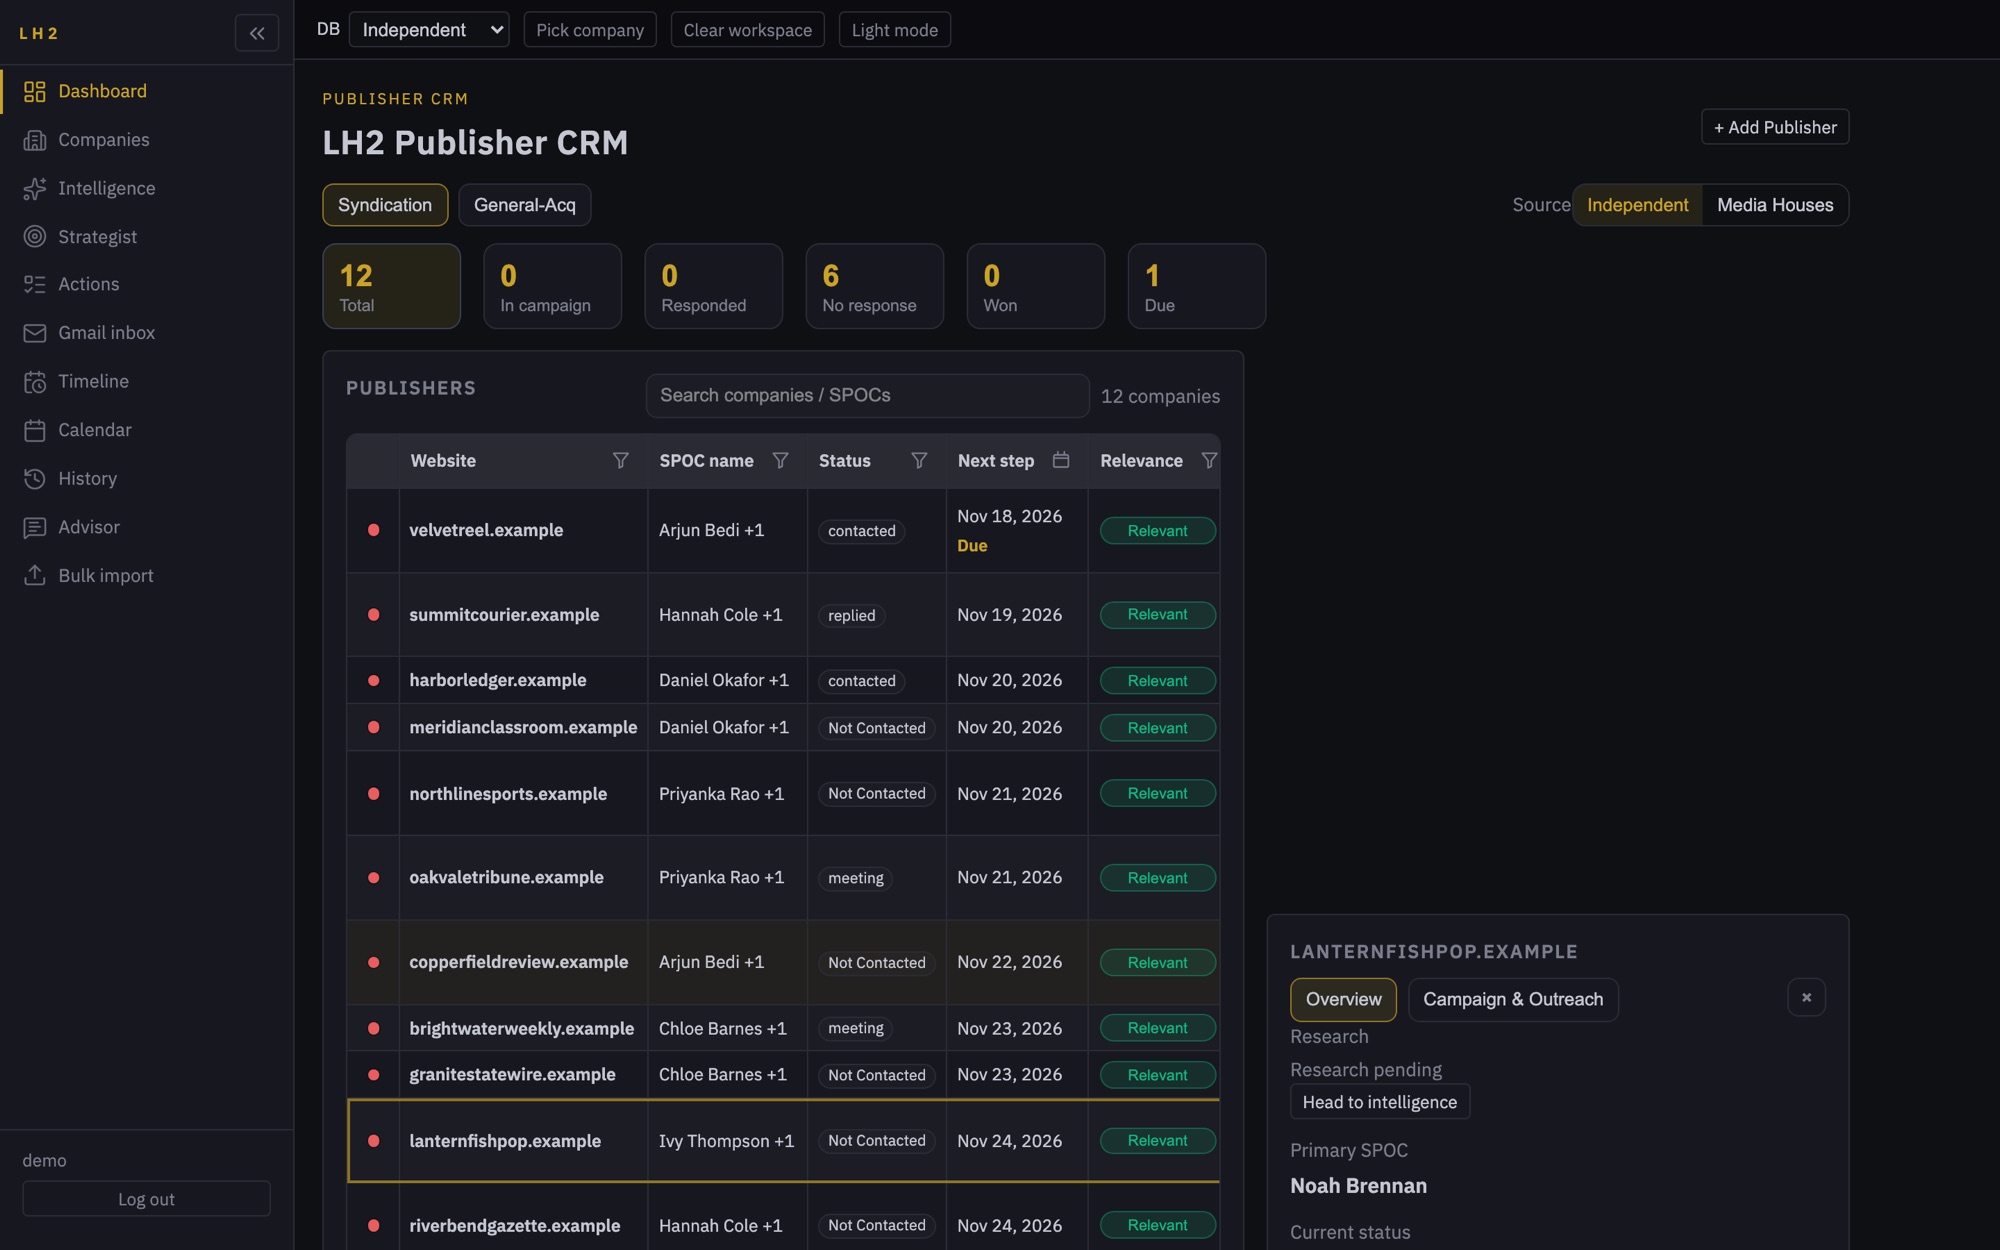 LH2
Dashboard
Companies
Intelligence
Strategist
Actions
Gmail inbox
Timeline
Calendar
History
Advisor
Bulk import
demo
Log out
DB Independent Pick company Clear workspace Light mode
PUBLISHER CRM
LH2 Publisher CRM
+ Add Publisher
Syndication General-Acq
Source Independent Media Houses
12 Total
0 In campaign
0 Responded
6 No response
0 Won
1 Due
PUBLISHERS
Search companies / SPOCs
12 companies
Website SPOC name Status Next step Relevance
velvetreel.example Arjun Bedi +1 contacted Nov 18, 2026 Due Relevant
summitcourier.example Hannah Cole +1 replied Nov 19, 2026 Relevant
harborledger.example Daniel Okafor +1 contacted Nov 20, 2026 Relevant
meridianclassroom.example Daniel Okafor +1 Not Contacted Nov 20, 2026 Relevant
northlinesports.example Priyanka Rao +1 Not Contacted Nov 21, 2026 Relevant
oakvaletribune.example Priyanka Rao +1 meeting Nov 21, 2026 Relevant
copperfieldreview.example Arjun Bedi +1 Not Contacted Nov 22, 2026 Relevant
brightwaterweekly.example Chloe Barnes +1 meeting Nov 23, 2026 Relevant
granitestatewire.example Chloe Barnes +1 Not Contacted Nov 23, 2026 Relevant
lanternfishpop.example Ivy Thompson +1 Not Contacted Nov 24, 2026 Relevant
riverbendgazette.example Hannah Cole +1 Not Contacted Nov 24, 2026 Relevant
LANTERNFISHPOP.EXAMPLE
Overview Campaign & Outreach ×
Research
Research pending
Head to intelligence
Primary SPOC
Noah Brennan
Current status